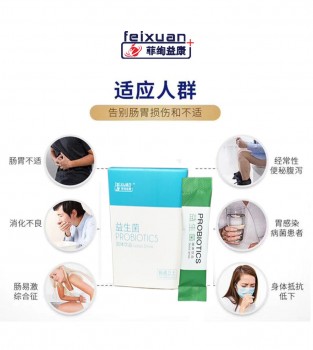 feixuan
菲绚益康
适应人群
告别肠胃损伤和不适
肠胃不适
经常性
便秘腹泻
消化不良
胃感染
病菌患者
肠易激
综合征
身体抵抗
低下
益生菌
PROBIOTICS
PROBIOTICS
益生菌